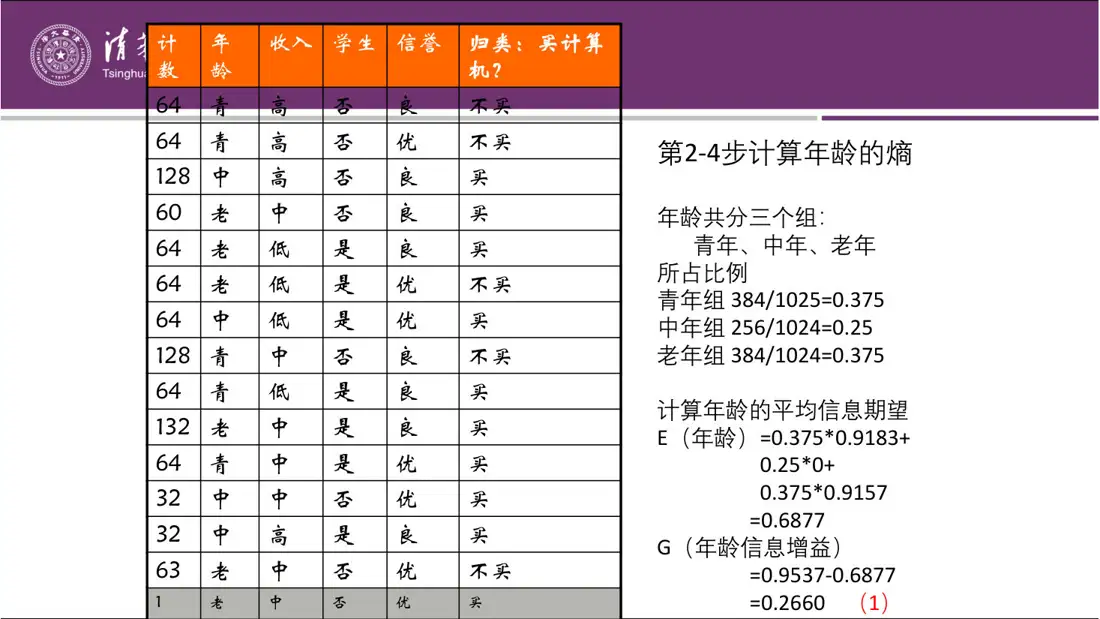 清
Tsinghua
计数 年龄 收入 学生 信誉 归类：买计算机？
64 青 高 否 良 不买
64 青 高 否 优 不买
128 中 高 否 良 买
60 老 中 否 良 买
64 老 低 是 良 买
64 老 低 是 优 不买
64 中 低 是 优 买
128 青 中 否 良 不买
64 青 低 是 良 买
132 老 中 是 良 买
64 青 中 是 优 买
32 中 中 否 优 买
32 中 高 是 良 买
63 老 中 否 优 不买
1 老 中 否 优 买
第2-4步计算年龄的熵
年龄共分三个组：
青年、中年、老年
所占比例
青年组 384/1025=0.375
中年组 256/1024=0.25
老年组 384/1024=0.375
计算年龄的平均信息期望
E（年龄）=0.375*0.9183+
0.25*0+
0.375*0.9157
=0.6877
G（年龄信息增益）
=0.9537-0.6877
=0.2660 （1）